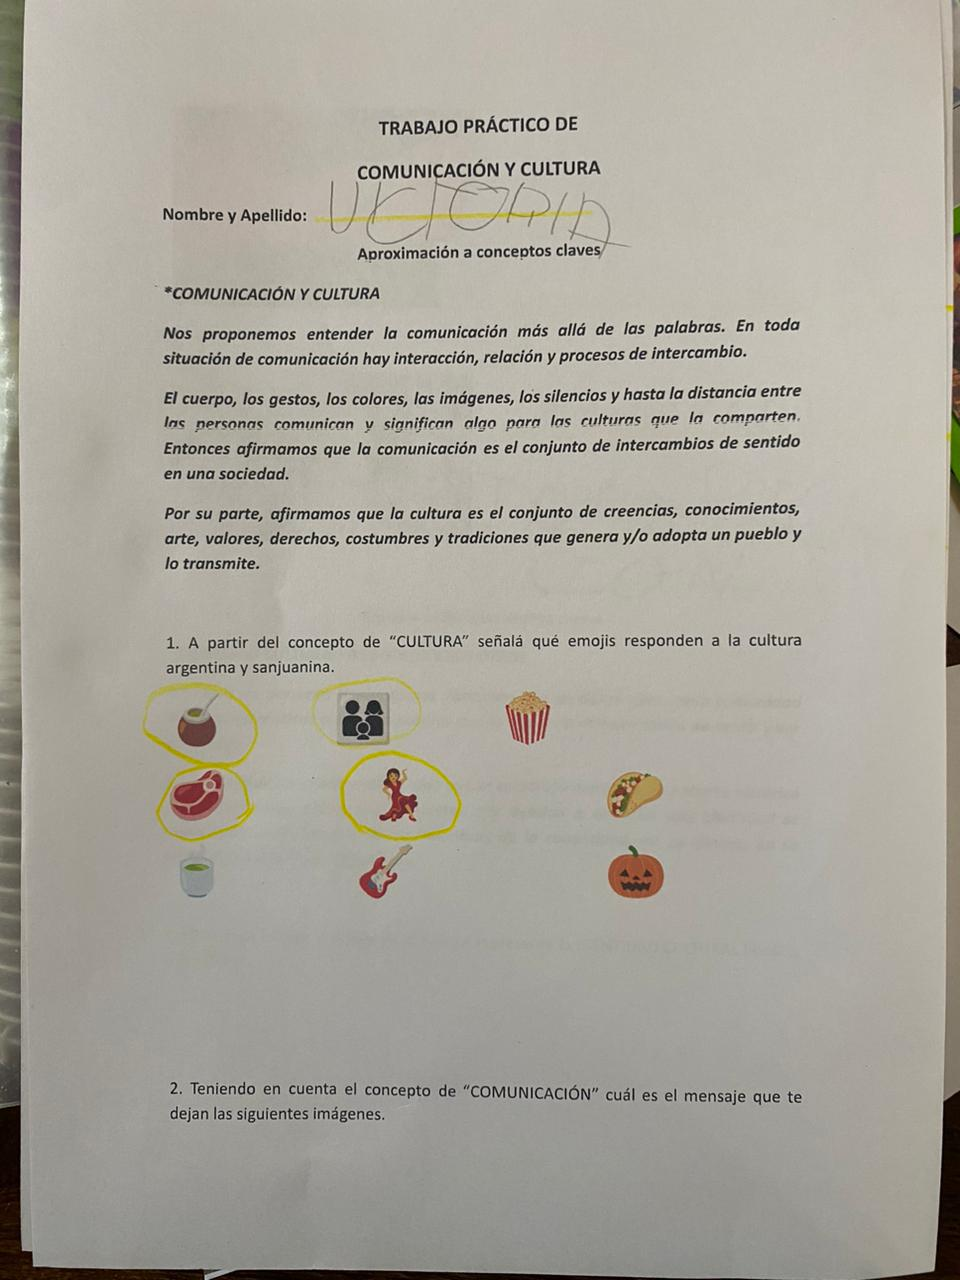 TRABAJO PRÁCTICO DE
COMUNICACIÓN Y CULTURA
Nombre y Apellido: VICTORIA
Aproximación a conceptos claves
*COMUNICACIÓN Y CULTURA
Nos proponemos entender la comunicación más allá de las palabras. En toda
situación de comunicación hay interacción, relación y procesos de intercambio.
El cuerpo, los gestos, los colores, las imágenes, los silencios y hasta la distancia entre
las personas comunican y significan algo para las culturas que la comparten.
Entonces afirmamos que la comunicación es el conjunto de intercambios de sentido
en una sociedad.
Por su parte, afirmamos que la cultura es el conjunto de creencias, conocimientos,
arte, valores, derechos, costumbres y tradiciones que genera y/o adopta un pueblo y
lo transmite.
1. A partir del concepto de “CULTURA” señalá qué emojis responden a la cultura
argentina y sanjuanina.
2. Teniendo en cuenta el concepto de “COMUNICACIÓN” cuál es el mensaje que te
dejan las siguientes imágenes.